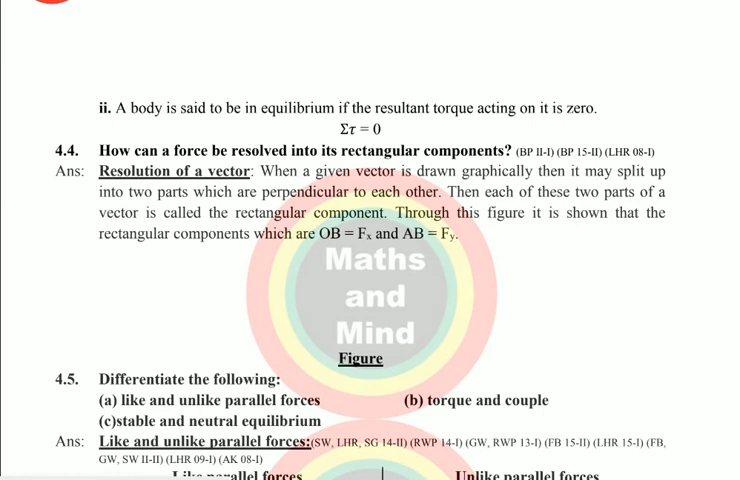 ii. A body is said to be in equilibrium if the resultant torque acting on it is zero.
Στ = 0
4.4. How can a force be resolved into its rectangular components? (BP II-I) (BP 15-II) (LHR 08-I)
Ans: Resolution of a vector: When a given vector is drawn graphically then it may split up
into two parts which are perpendicular to each other. Then each of these two parts of a
vector is called the rectangular component. Through this figure it is shown that the
rectangular components which are OB = Fₓ and AB = Fy.
Maths
and
Mind
Figure
4.5. Differentiate the following:
(a) like and unlike parallel forces (b) torque and couple
(c)stable and neutral equilibrium
Ans: Like and unlike parallel forces:(SW, LHR, SG 14-II) (RWP 14-I) (GW, RWP 13-I) (FB 15-II) (LHR 15-I) (FB,
GW, SW II-II) (LHR 09-I) (AK 08-I)
Like parallel forces Unlike parallel forces